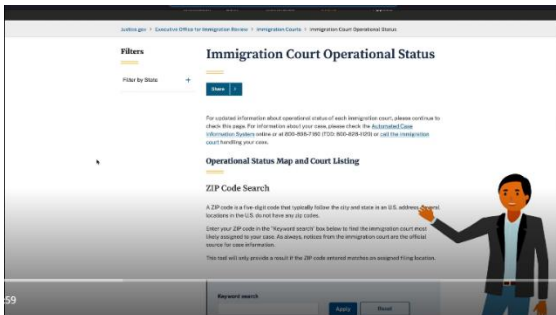 Justice.gov > Executive Office for Immigration Review > Immigration Courts > Immigration Court Operational Status
Filters
Filter by State +
Immigration Court Operational Status
Share >
For updated information about operational status of each immigration court, please continue to
check this page. For information about your case, please check the Automated Case
Information System online or at 800-898-7180 (TDD: 800-828-1120) or call the immigration
court handling your case.
Operational Status Map and Court Listing
ZIP Code Search
A ZIP code is a five-digit code that typically follow the city and state in an U.S. address. Several
locations in the U.S. do not have any zip codes.
Enter your ZIP code in the "Keyword search" box below to find the immigration court most
likely assigned to your case. As always, notices from the immigration court are the official
source for case information.
This tool will only provide a result if the ZIP code entered matches an assigned filing location.
Keyword search
Apply
Reset
:59